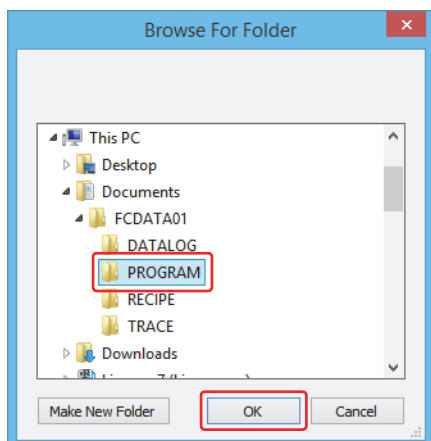 Browse For Folder
This PC
Desktop
Documents
FCDATA01
DATALOG
PROGRAM
RECIPE
TRACE
Downloads
Make New Folder
OK
Cancel